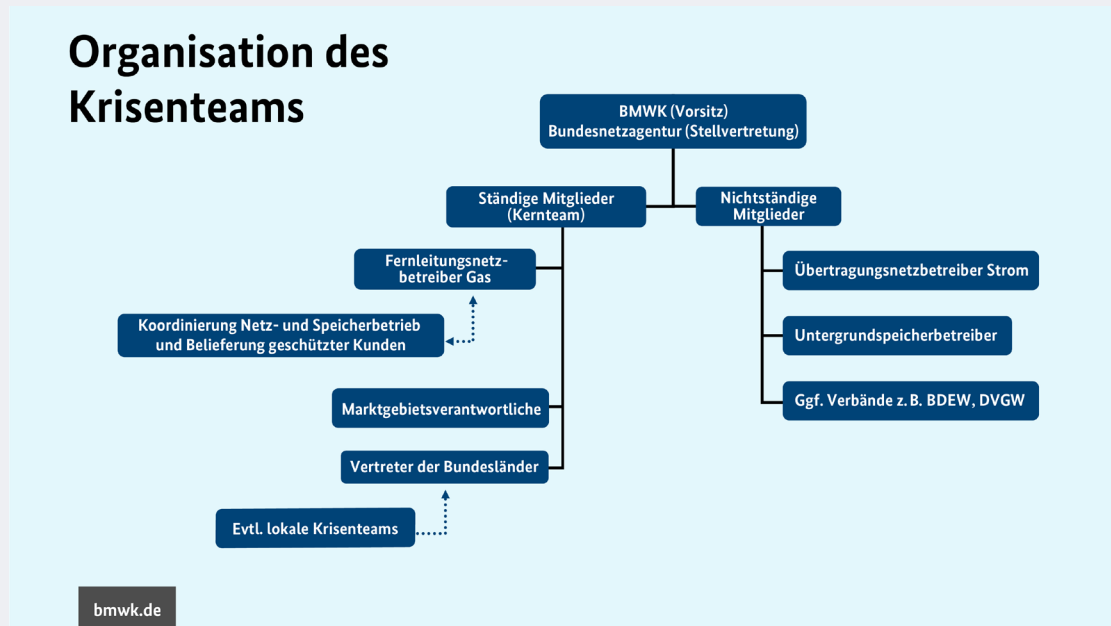 Organisation des
Krisenteams
BMWK (Vorsitz)
Bundesnetzagentur (Stellvertretung)
Ständige Mitglieder
(Kernteam)
Nichtständige
Mitglieder
Fernleitungsnetz-
betreiber Gas
Übertragungsnetzbetreiber Strom
Koordinierung Netz- und Speicherbetrieb
und Belieferung geschützter Kunden
Untergrundspeicherbetreiber
Marktgebietsverantwortliche
Ggf. Verbände z. B. BDEW, DVGW
Vertreter der Bundesländer
Evtl. lokale Krisenteams
bmwk.de